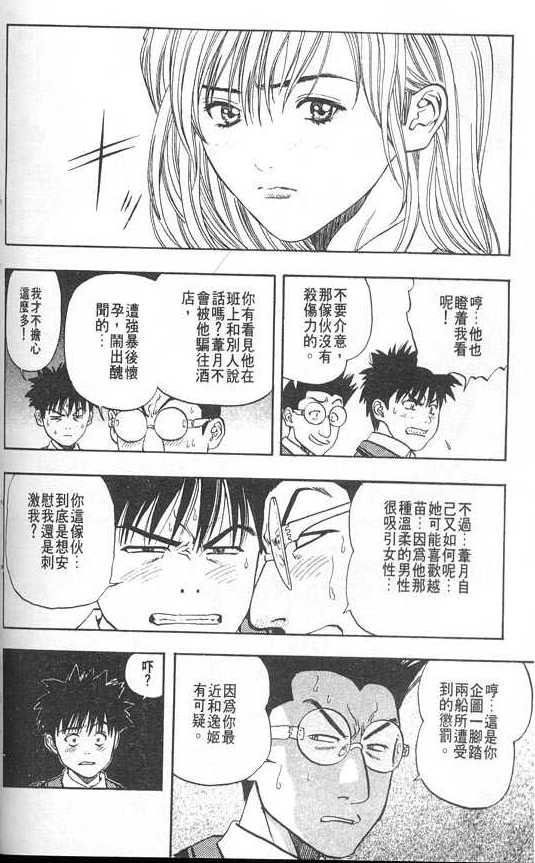 哼…他也
瞪着我看
呢！
不要介意，
那傢伙沒有
殺傷力的。
你有看見他在
班上和別人說
話嗎？葦月不
會被他騙往酒
店，
遭強暴後懷
孕，鬧出醜
聞的…
我才不擔心
這麼多！
不過…葦月自
己又如何呢…
她可能喜歡越
苗…因為他那
種溫柔的男性
很吸引女性…
你這傢伙…
到底是想安
慰我還是刺
激我？
哼…這是你
企圖一腳踏
兩船所遭受
到的懲罰。
因為你最
近和逸姬
有可疑。
吓？